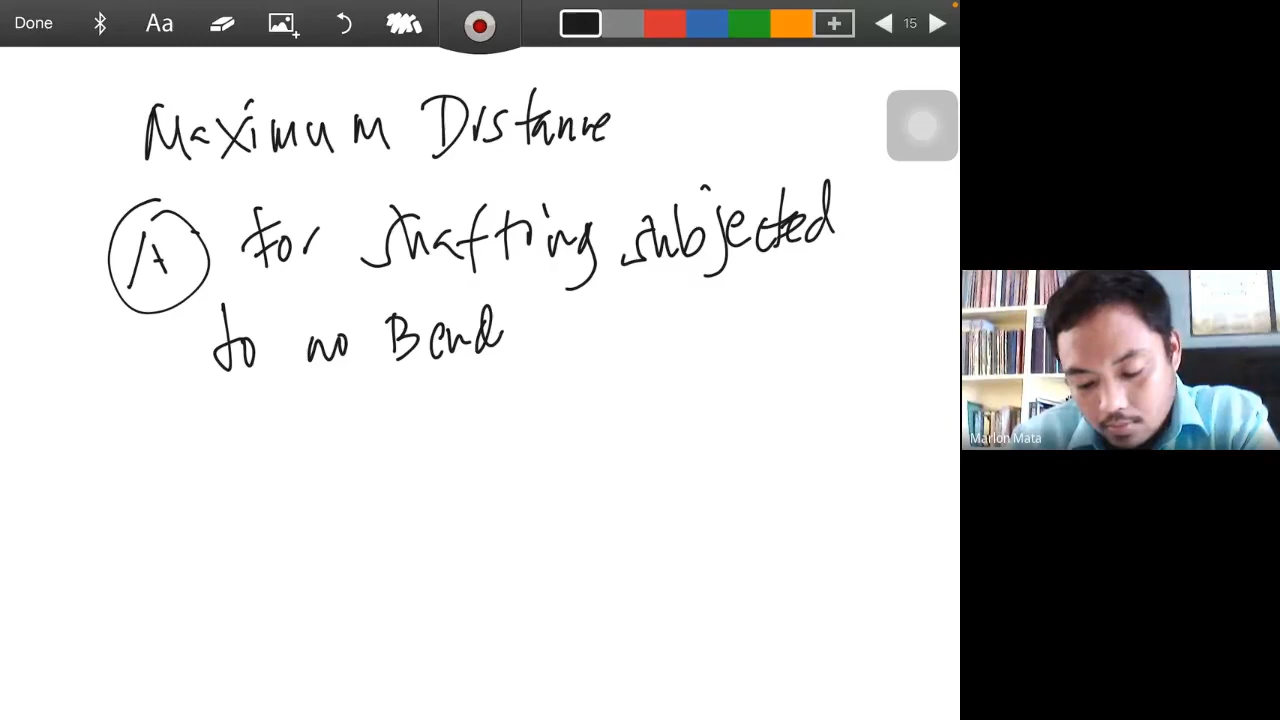 Done
Aa
15
Maximum Distance
A For shafting subjected
to no Bend
Marlon Mata